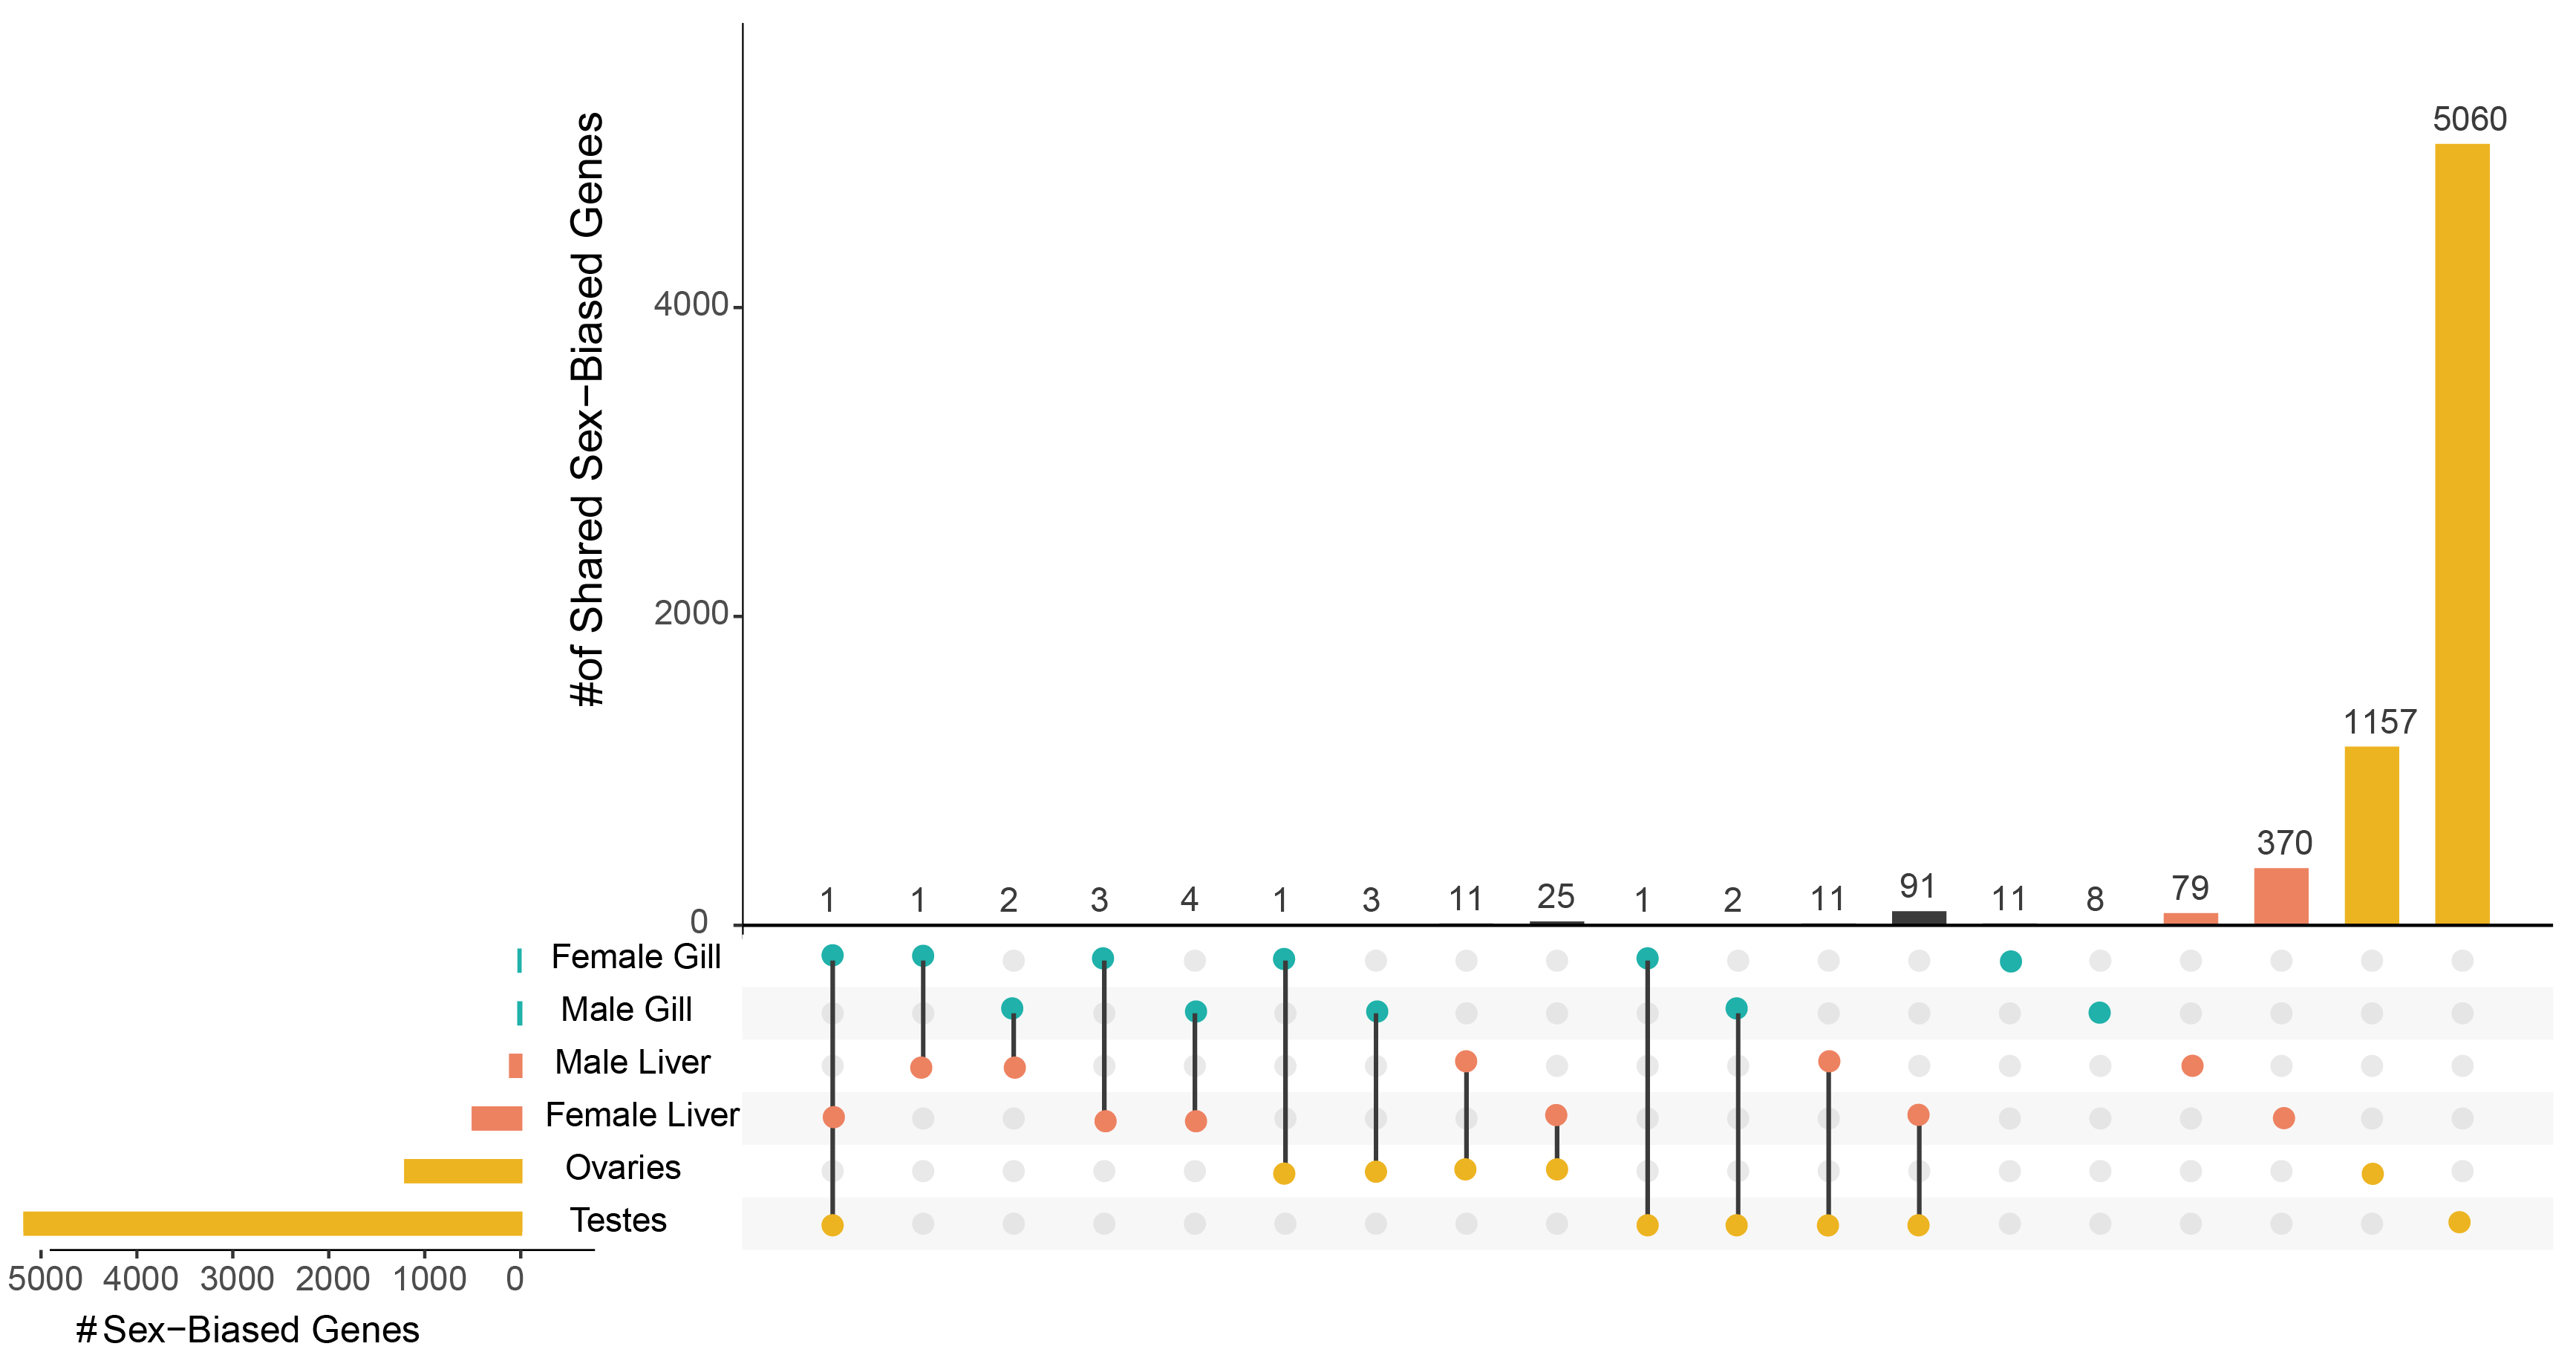 #of Shared Sex−Biased Genes
5060
4000
2000
1157
370
1 1 2 3 4 1 3 11 25 1 2 11 91 11 8 79
0
Female Gill
Male Gill
Male Liver
Female Liver
Ovaries
Testes
5000 4000 3000 2000 1000 0
#Sex−Biased Genes